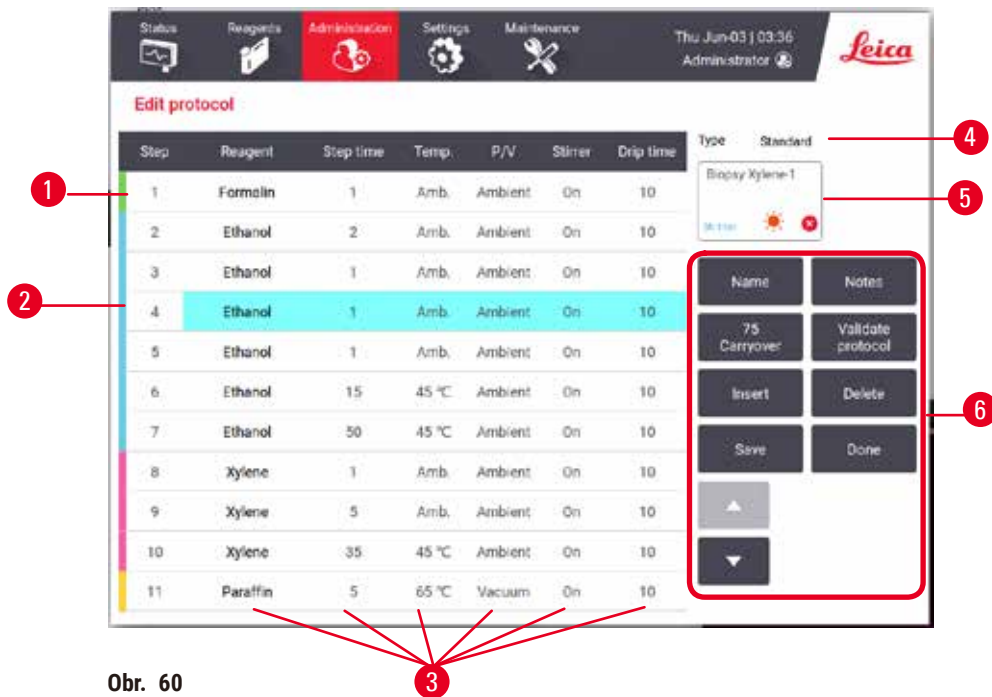 Status Reagents Administration Settings Maintenance
Thu Jun-03 | 03:36
Administrator
Leica
Edit protocol
Step Reagent Step time Temp. P/V Stirrer Drip time
1 Formalin 1 Amb. Ambient On 10
2 Ethanol 2 Amb. Ambient On 10
3 Ethanol 1 Amb. Ambient On 10
4 Ethanol 1 Amb. Ambient On 10
5 Ethanol 1 Amb. Ambient On 10
6 Ethanol 15 45 °C Ambient On 10
7 Ethanol 50 45 °C Ambient On 10
8 Xylene 1 Amb. Ambient On 10
9 Xylene 5 Amb. Ambient On 10
10 Xylene 35 45 °C Ambient On 10
11 Paraffin 5 65 °C Vacuum On 10
Type Standard
Biopsy Xylene-1
Name Notes
75 Carryover
Validate protocol
Insert Delete
Save Done
1
2
3
4
5
6
Obr. 60